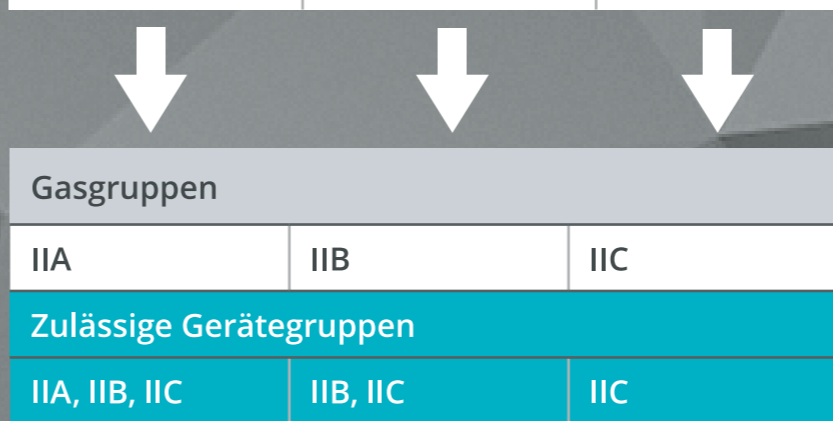 Gasgruppen
IIA IIB IIC
Zulässige Gerätegruppen
IIA, IIB, IIC IIB, IIC IIC